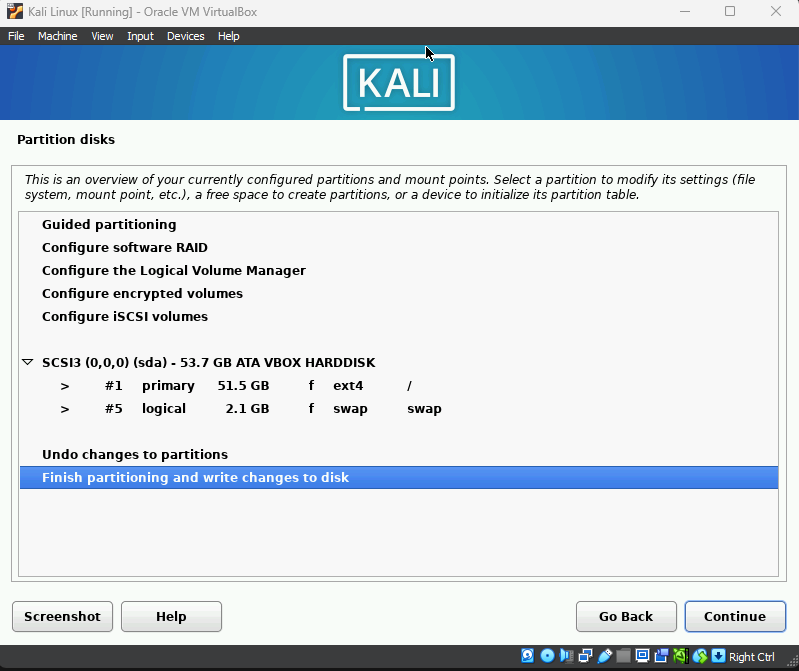 Kali Linux [Running] - Oracle VM VirtualBox
File Machine View Input Devices Help
KALI
Partition disks
This is an overview of your currently configured partitions and mount points. Select a partition to modify its settings (file
system, mount point, etc.), a free space to create partitions, or a device to initialize its partition table.
Guided partitioning
Configure software RAID
Configure the Logical Volume Manager
Configure encrypted volumes
Configure iSCSI volumes
SCSI3 (0,0,0) (sda) - 53.7 GB ATA VBOX HARDDISK
> #1 primary 51.5 GB f ext4 /
> #5 logical 2.1 GB f swap swap
Undo changes to partitions
Finish partitioning and write changes to disk
Screenshot Help Go Back Continue
Right Ctrl